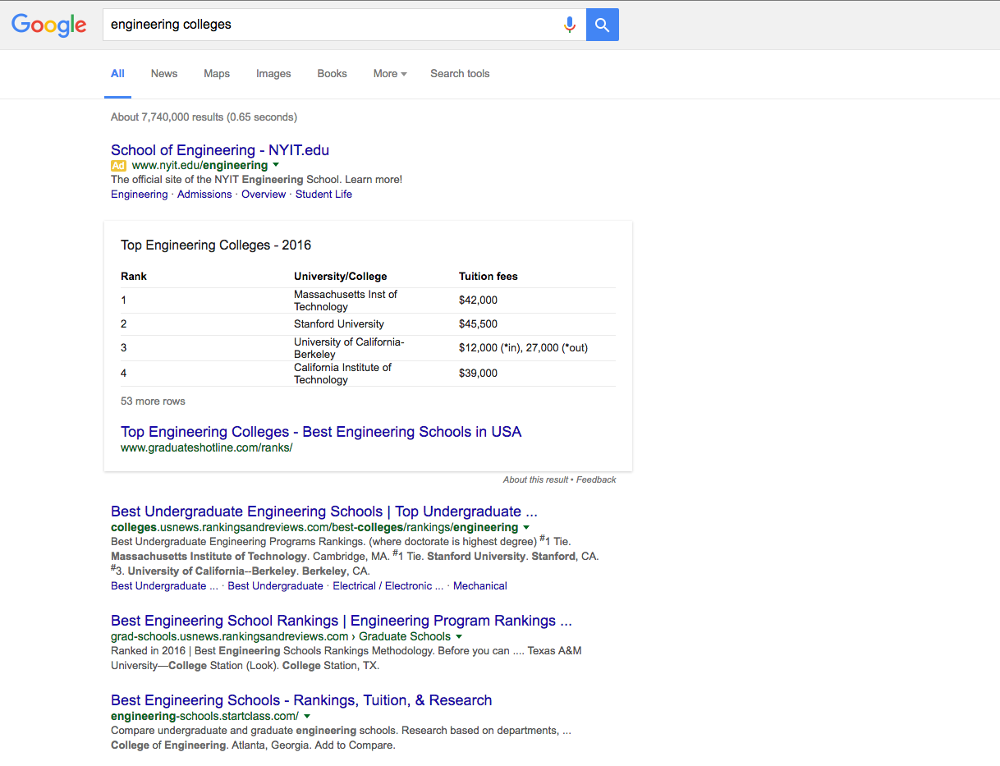 Google
engineering colleges
All News Maps Images Books More Search tools
About 7,740,000 results (0.65 seconds)
School of Engineering - NYIT.edu
Ad www.nyit.edu/engineering
The official site of the NYIT Engineering School. Learn more!
Engineering · Admissions · Overview · Student Life
Top Engineering Colleges - 2016
Rank University/College Tuition fees
1 Massachusetts Inst of Technology $42,000
2 Stanford University $45,500
3 University of California-Berkeley $12,000 (*in), 27,000 (*out)
4 California Institute of Technology $39,000
53 more rows
Top Engineering Colleges - Best Engineering Schools in USA
www.graduateshotline.com/ranks/
About this result • Feedback
Best Undergraduate Engineering Schools | Top Undergraduate ...
colleges.usnews.rankingsandreviews.com/best-colleges/rankings/engineering
Best Undergraduate Engineering Programs Rankings. (where doctorate is highest degree) #1 Tie.
Massachusetts Institute of Technology. Cambridge, MA. #1 Tie. Stanford University. Stanford, CA.
#3. University of California--Berkeley. Berkeley, CA.
Best Undergraduate ... · Best Undergraduate · Electrical / Electronic ... · Mechanical
Best Engineering School Rankings | Engineering Program Rankings ...
grad-schools.usnews.rankingsandreviews.com › Graduate Schools
Ranked in 2016 | Best Engineering Schools Rankings Methodology. Before you can .... Texas A&M
University—College Station (Look). College Station, TX.
Best Engineering Schools - Rankings, Tuition, & Research
engineering-schools.startclass.com/
Compare undergraduate and graduate engineering schools. Research based on departments, ...
College of Engineering. Atlanta, Georgia. Add to Compare.